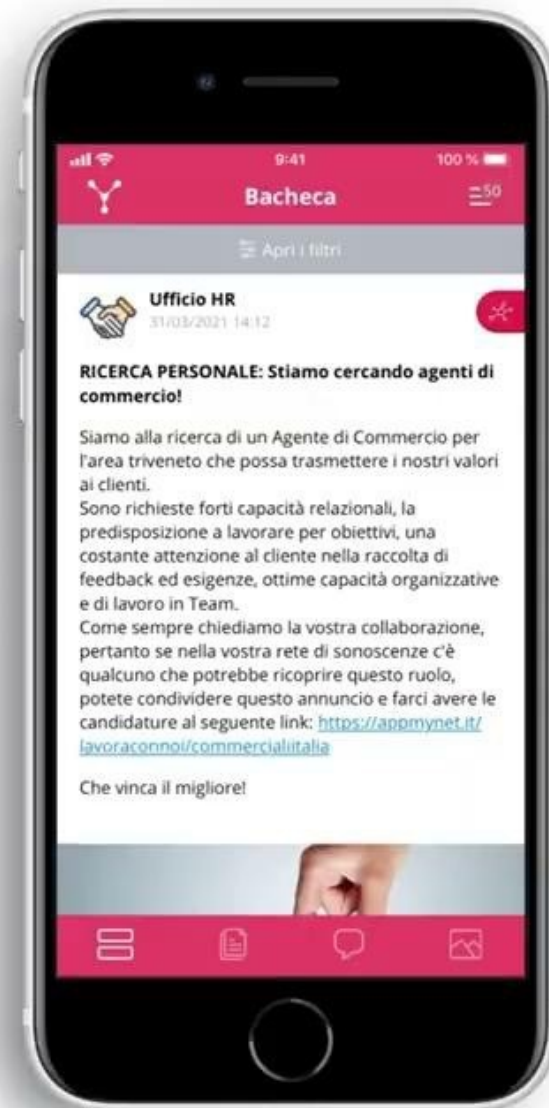 9:41
100 %
Bacheca
50
Apri i filtri
Ufficio HR
31/03/2021 14:12
RICERCA PERSONALE: Stiamo cercando agenti di
commercio!
Siamo alla ricerca di un Agente di Commercio per
l'area triveneto che possa trasmettere i nostri valori
ai clienti.
Sono richieste forti capacità relazionali, la
predisposizione a lavorare per obiettivi, una
costante attenzione al cliente nella raccolta di
feedback ed esigenze, ottime capacità organizzative
e di lavoro in Team.
Come sempre chiediamo la vostra collaborazione,
pertanto se nella vostra rete di sonoscenze c'è
qualcuno che potrebbe ricoprire questo ruolo,
potete condividere questo annuncio e farci avere le
candidature al seguente link: https://appmynet.it/
lavoraconnoi/commercialiitalia
Che vinca il migliore!